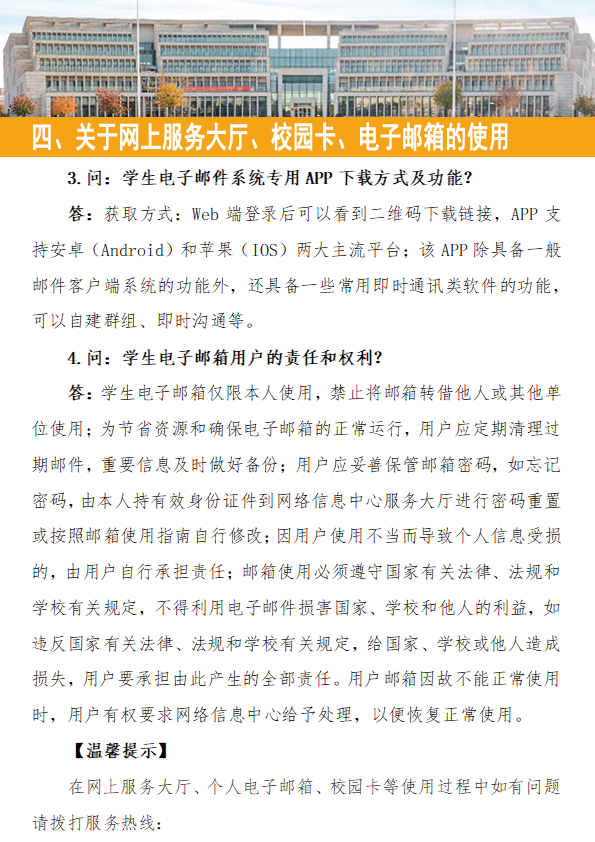 四、关于网上服务大厅、校园卡、电子邮箱的使用
3.问：学生电子邮件系统专用 APP 下载方式及功能？
答：获取方式：Web 端登录后可以看到二维码下载链接，APP 支
持安卓（Android）和苹果（IOS）两大主流平台；该 APP 除具备一般
邮件客户端系统的功能外，还具备一些常用即时通讯类软件的功能，
可以自建群组、即时沟通等。
4.问：学生电子邮箱用户的责任和权利？
答：学生电子邮箱仅限本人使用，禁止将邮箱转借他人或其他单
位使用；为节省资源和确保电子邮箱的正常运行，用户应定期清理过
期邮件，重要信息及时做好备份；用户应妥善保管邮箱密码，如忘记
密码，由本人持有效身份证件到网络信息中心服务大厅进行密码重置
或按照邮箱使用指南自行修改；因用户使用不当而导致个人信息受损
的，由用户自行承担责任；邮箱使用必须遵守国家有关法律、法规和
学校有关规定，不得利用电子邮件损害国家、学校和他人的利益，如
违反国家有关法律、法规和学校有关规定，给国家、学校或他人造成
损失，用户要承担由此产生的全部责任。用户邮箱因故不能正常使用
时，用户有权要求网络信息中心给予处理，以便恢复正常使用。
【温馨提示】
在网上服务大厅、个人电子邮箱、校园卡等使用过程中如有问题
请拨打服务热线：